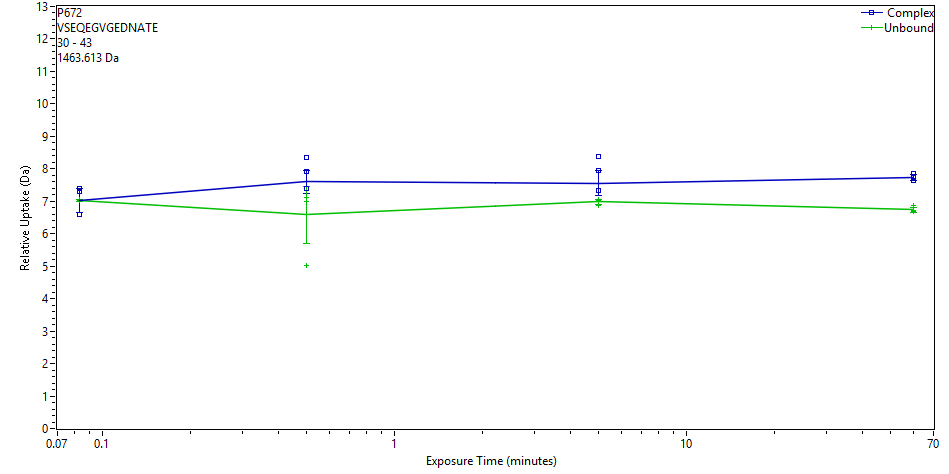 P672
VSEQEGVGEDNATE
30 - 43
1463.613 Da
Complex
Unbound
Relative Uptake (Da)
13
12
11
10
9
8
7
6
5
4
3
2
1
0
0.07 0.1 1 10 70
Exposure Time (minutes)